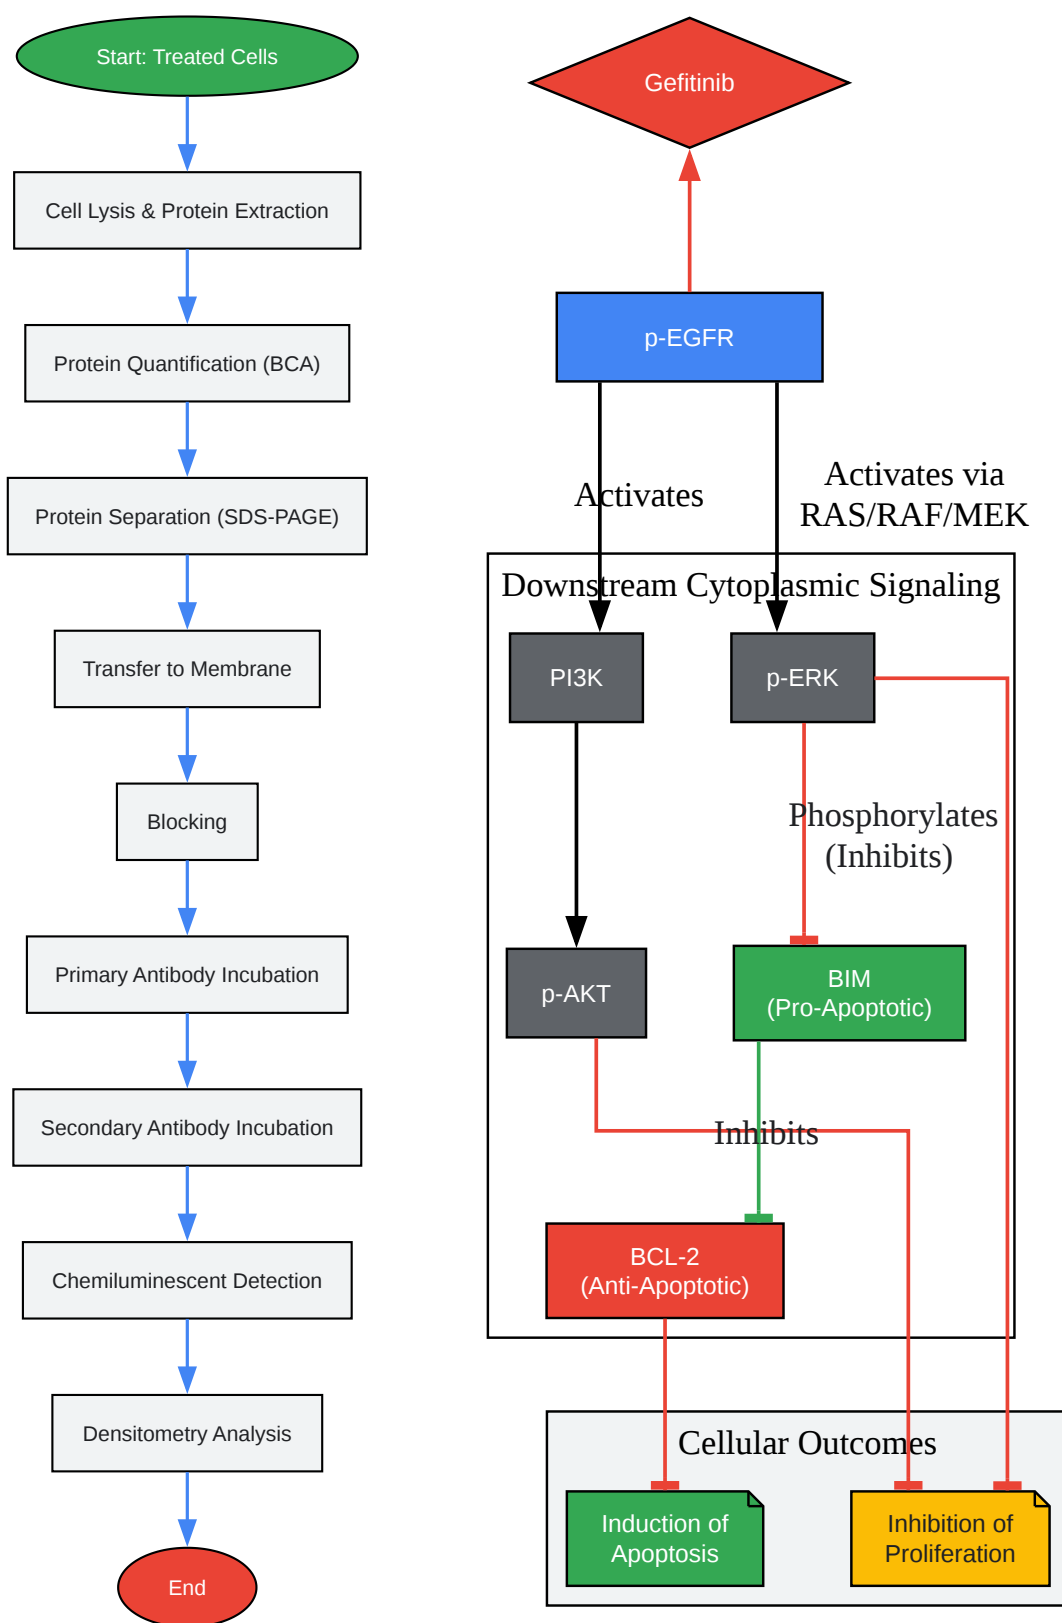 Start: Treated Cells
Cell Lysis & Protein Extraction
Protein Quantification (BCA)
Protein Separation (SDS-PAGE)
Transfer to Membrane
Blocking
Primary Antibody Incubation
Secondary Antibody Incubation
Chemiluminescent Detection
Densitometry Analysis
End
Gefitinib
p-EGFR
Activates
Activates via
RAS/RAF/MEK
Downstream Cytoplasmic Signaling
PI3K
p-ERK
Phosphorylates
(Inhibits)
p-AKT
BIM
(Pro-Apoptotic)
Inhibits
BCL-2
(Anti-Apoptotic)
Cellular Outcomes
Induction of
Apoptosis
Inhibition of
Proliferation